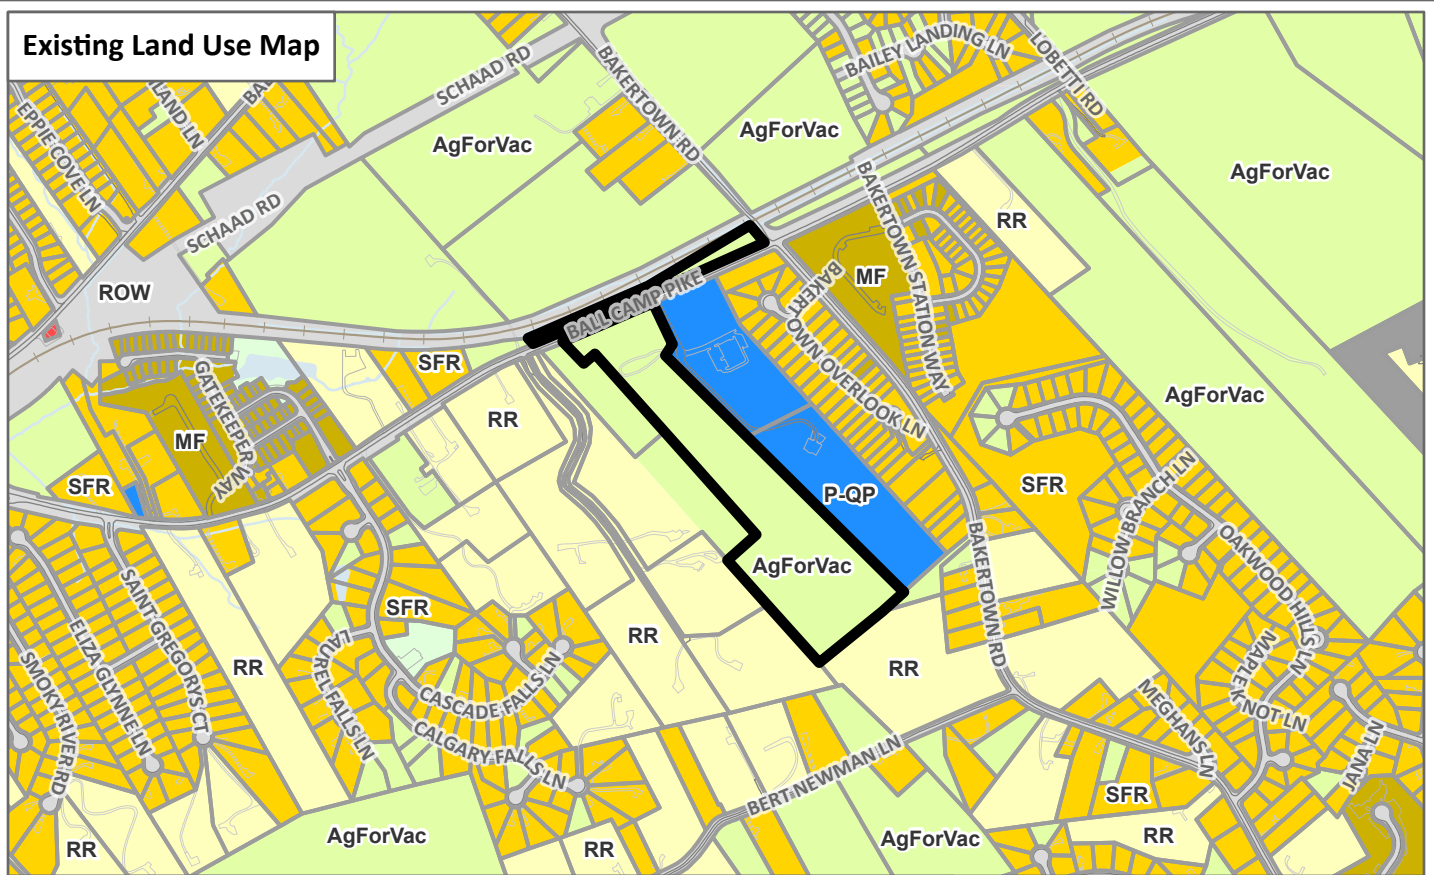 Existing Land Use Map
EPPIE COVE LN
LAND LN
BA
SCHAAD RD
SCHAAD RD
BAKERTOWN RD
BAILEY LANDING LN
LOBETTI RD
AgForVac
AgForVac
AgForVac
RR
ROW
BALL CAMP PIKE
MF
BAKERTOWN STATION WAY
BAKERTOWN OVERLOOK LN
SFR
RR
AgForVac
MF
GATEKEEPER WAY
SFR
P-QP
SFR
WILLOW BRANCH LN
OAKWOOD HILLS LN
BAKERTOWN RD
AgForVac
SAINT GREGORYS CT
ELIZA GLYNNE LN
SMOKY RIVER RD
SFR
LAUREL FALLS LN
RR
RR
RR
CASCADE FALLS LN
CALGARY FALLS LN
MAPLE KNOT LN
MEGHANS LN
JANA LN
BERT NEWMAN LN
SFR
AgForVac
AgForVac
RR
RR
RR